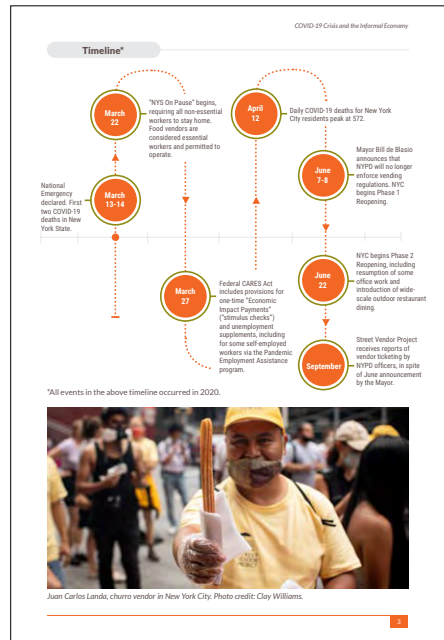 COVID-19 Crisis and the Informal Economy
Timeline*
National
Emergency
declared. First
two COVID-19
deaths in New
York State.
March
13-14
March
22
"NYS On Pause" begins,
requiring all non-essential
workers to stay home.
Food vendors are
considered essential
workers and permitted to
operate.
March
27
Federal CARES Act
includes provisions for
one-time "Economic
Impact Payments"
("stimulus checks")
and unemployment
supplements, including
for some self-employed
workers via the Pandemic
Employment Assistance
program.
April
12
Daily COVID-19 deaths for New York
City residents peak at 572.
June
7-8
Mayor Bill de Blasio
announces that
NYPD will no longer
enforce vending
regulations. NYC
begins Phase 1
Reopening.
June
22
NYC begins Phase 2
Reopening, including
resumption of some
office work and
introduction of wide-
scale outdoor restaurant
dining.
September
Street Vendor Project
receives reports of
vendor ticketing by
NYPD officers, in spite
of June announcement
by the Mayor.
*All events in the above timeline occurred in 2020.
Juan Carlos Landa, churro vendor in New York City. Photo credit: Clay Williams.
3